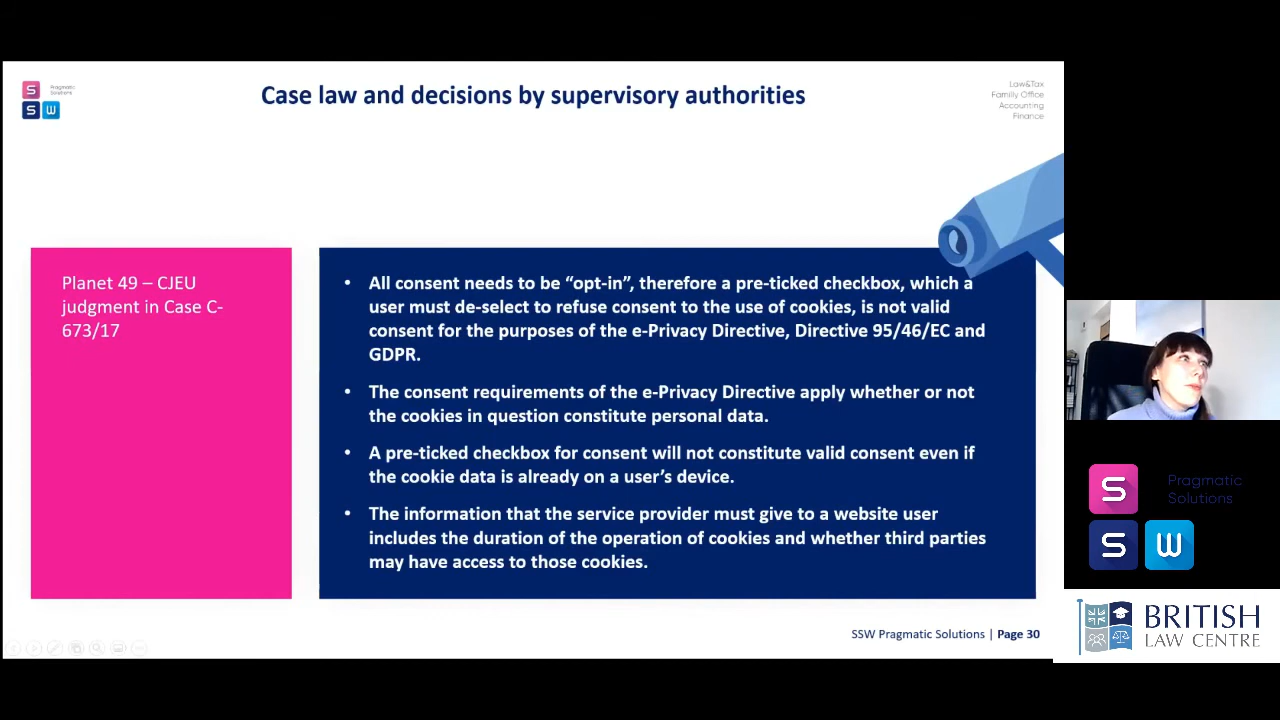 S
Pragmatic
Solutions
S W
Case law and decisions by supervisory authorities
Law&Tax
Family Office
Accounting
Finance
Planet 49 – CJEU
judgment in Case C-
673/17
• All consent needs to be “opt-in”, therefore a pre-ticked checkbox, which a
user must de-select to refuse consent to the use of cookies, is not valid
consent for the purposes of the e-Privacy Directive, Directive 95/46/EC and
GDPR.
• The consent requirements of the e-Privacy Directive apply whether or not
the cookies in question constitute personal data.
• A pre-ticked checkbox for consent will not constitute valid consent even if
the cookie data is already on a user’s device.
• The information that the service provider must give to a website user
includes the duration of the operation of cookies and whether third parties
may have access to those cookies.
SSW Pragmatic Solutions | Page 30
S
Pragmatic
Solutions
S W
BRITISH
LAW CENTRE